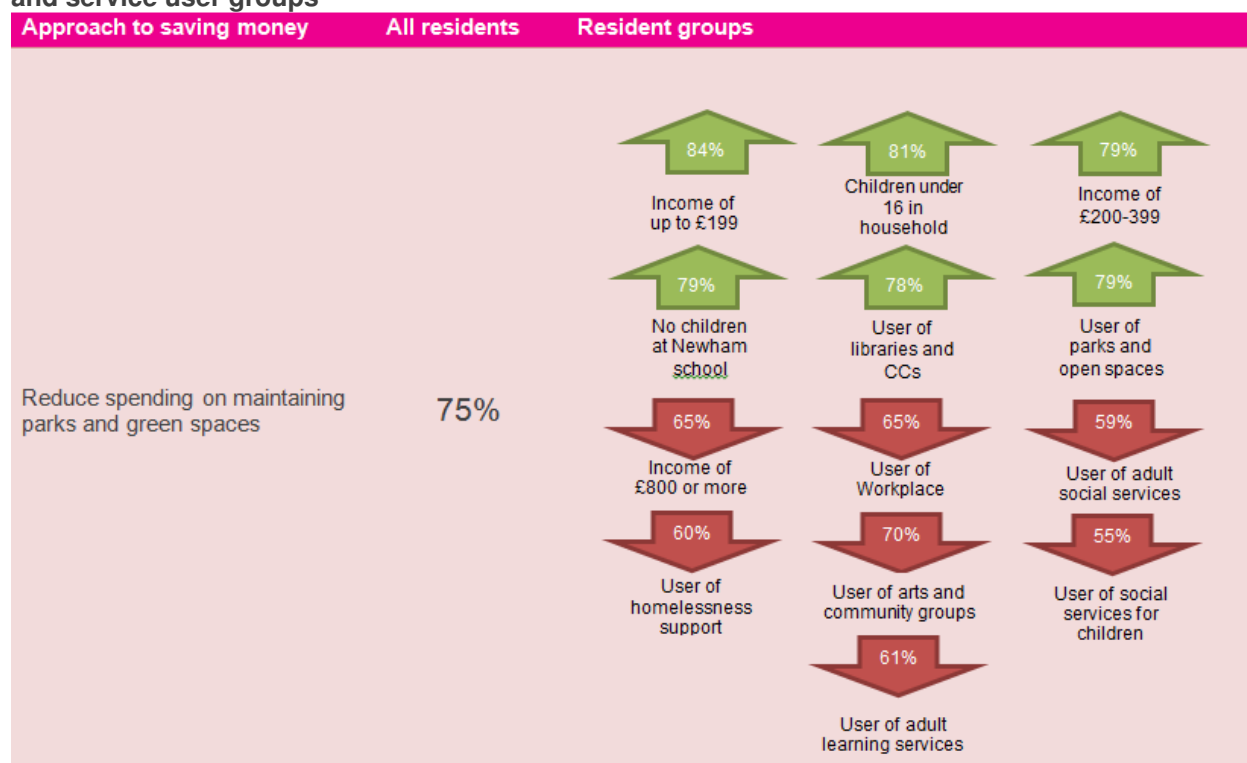 and service user groups
Approach to saving money All residents Resident groups
84% 81% 79%
Income of
up to £199
Children under
16 in
household
Income of
£200-399
79% 78% 79%
No children
at Newham
school
User of
libraries and
CCs
User of
parks and
open spaces
Reduce spending on maintaining
parks and green spaces
75%
65% 65% 59%
Income of
£800 or more
User of
Workplace
User of adult
social services
60% 70% 55%
User of
homelessness
support
User of arts and
community groups
User of social
services for
children
61%
User of adult
learning services